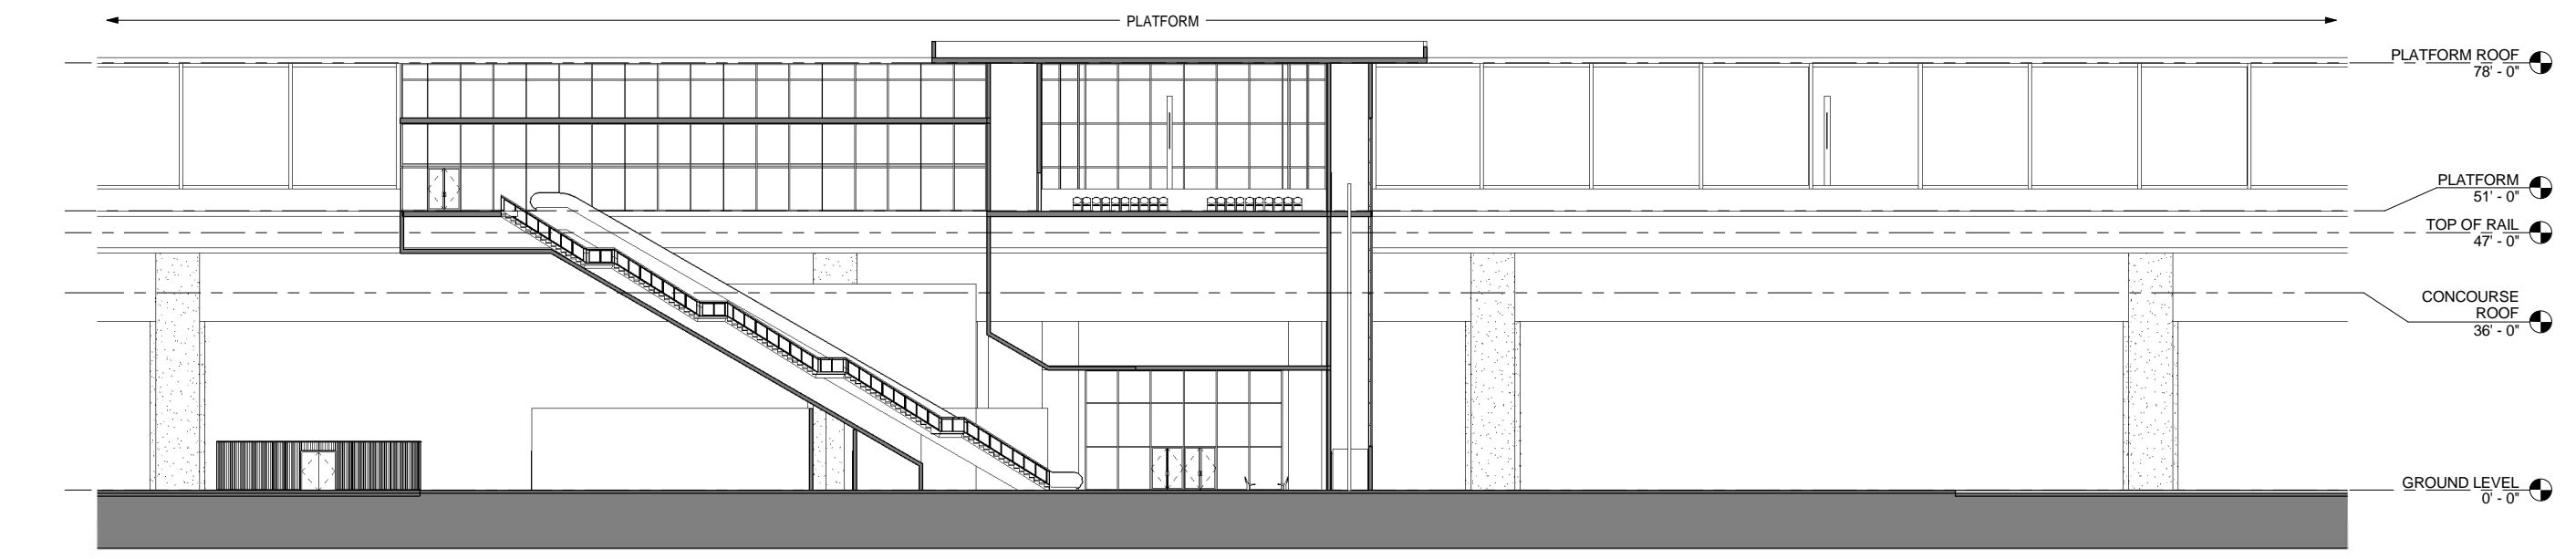 PLATFORM
PLATFORM ROOF
78' - 0"
PLATFORM
51' - 0"
TOP OF RAIL
47' - 0"
CONCOURSE
ROOF
36' - 0"
GROUND LEVEL
0' - 0"